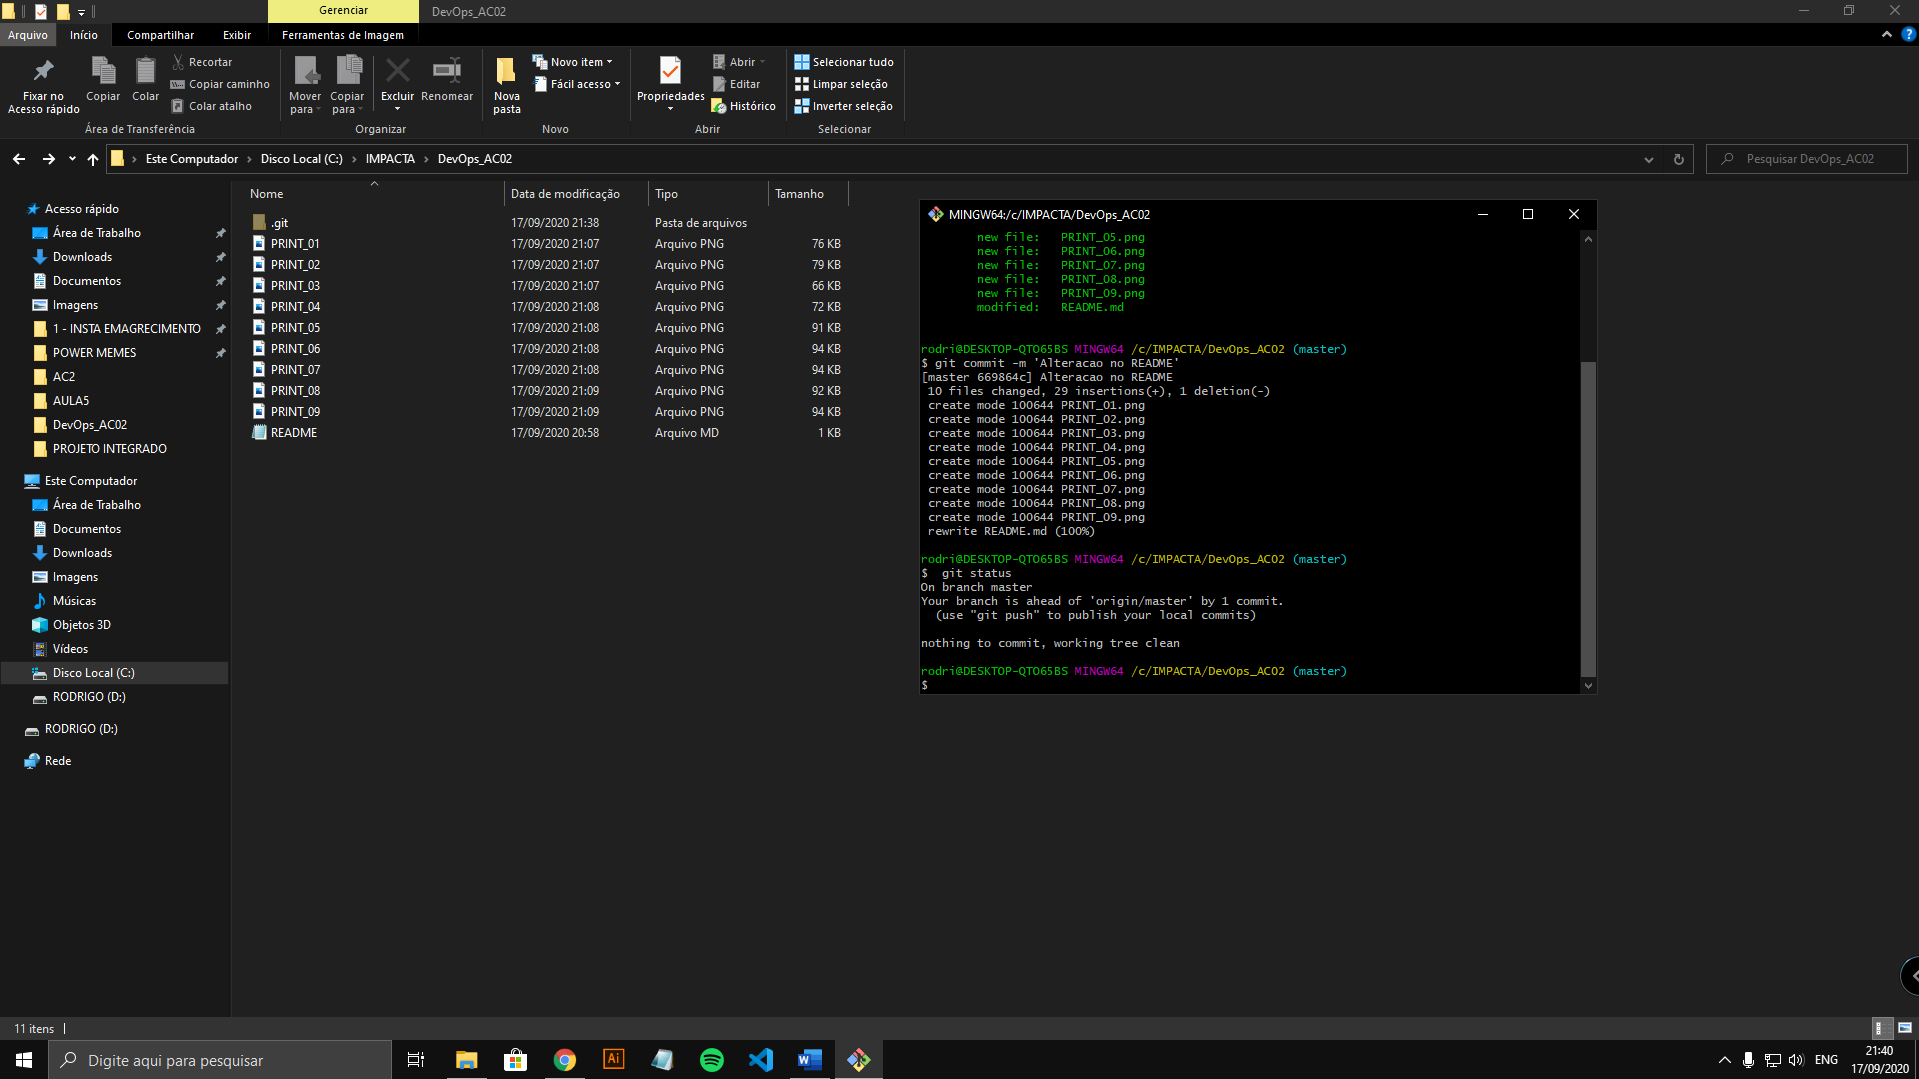 Gerenciar
DevOps_AC02
Arquivo
Início
Compartilhar
Exibir
Ferramentas de Imagem
Fixar no Acesso rápido
Copiar
Colar
Recortar
Copiar caminho
Colar atalho
Área de Transferência
Mover para
Copiar para
Excluir
Renomear
Organizar
Nova pasta
Novo item
Fácil acesso
Novo
Propriedades
Abrir
Editar
Histórico
Abrir
Selecionar tudo
Limpar seleção
Inverter seleção
Selecionar
Este Computador
Disco Local (C:)
IMPACTA
DevOps_AC02
Pesquisar DevOps_AC02
Acesso rápido
Área de Trabalho
Downloads
Documentos
Imagens
1 - INSTA EMAGRECIMENTO
POWER MEMES
AC2
AULA5
DevOps_AC02
PROJETO INTEGRADO
Este Computador
Área de Trabalho
Documentos
Downloads
Imagens
Músicas
Objetos 3D
Vídeos
Disco Local (C:)
RODRIGO (D:)
RODRIGO (D:)
Rede
Nome Data de modificação Tipo Tamanho
.git 17/09/2020 21:38 Pasta de arquivos
PRINT_01 17/09/2020 21:07 Arquivo PNG 76 KB
PRINT_02 17/09/2020 21:07 Arquivo PNG 79 KB
PRINT_03 17/09/2020 21:07 Arquivo PNG 66 KB
PRINT_04 17/09/2020 21:08 Arquivo PNG 72 KB
PRINT_05 17/09/2020 21:08 Arquivo PNG 91 KB
PRINT_06 17/09/2020 21:08 Arquivo PNG 94 KB
PRINT_07 17/09/2020 21:08 Arquivo PNG 94 KB
PRINT_08 17/09/2020 21:09 Arquivo PNG 92 KB
PRINT_09 17/09/2020 21:09 Arquivo PNG 94 KB
README 17/09/2020 20:58 Arquivo MD 1 KB
MINGW64:/c/IMPACTA/DevOps_AC02
new file: PRINT_05.png
new file: PRINT_06.png
new file: PRINT_07.png
new file: PRINT_08.png
new file: PRINT_09.png
modified: README.md
rodri@DESKTOP-QTO65BS MINGW64 /c/IMPACTA/DevOps_AC02 (master)
$ git commit -m 'Alteracao no README'
[master 669864c] Alteracao no README
10 files changed, 29 insertions(+), 1 deletion(-)
create mode 100644 PRINT_01.png
create mode 100644 PRINT_02.png
create mode 100644 PRINT_03.png
create mode 100644 PRINT_04.png
create mode 100644 PRINT_05.png
create mode 100644 PRINT_06.png
create mode 100644 PRINT_07.png
create mode 100644 PRINT_08.png
create mode 100644 PRINT_09.png
rewrite README.md (100%)
rodri@DESKTOP-QTO65BS MINGW64 /c/IMPACTA/DevOps_AC02 (master)
$ git status
On branch master
Your branch is ahead of 'origin/master' by 1 commit.
(use "git push" to publish your local commits)
nothing to commit, working tree clean
rodri@DESKTOP-QTO65BS MINGW64 /c/IMPACTA/DevOps_AC02 (master)
$
11 itens
Digite aqui para pesquisar
Ai
W
ENG
21:40
17/09/2020